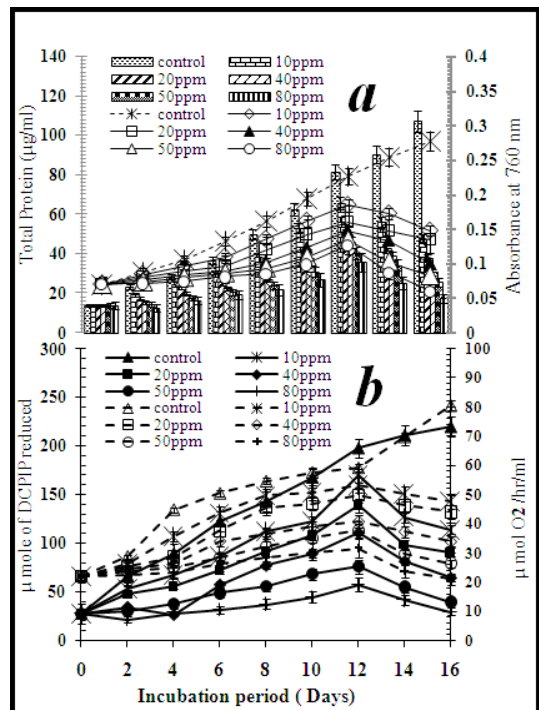 140
120
100
80
60
40
20
0
Total Protein (µg/ml)
control 10ppm
20ppm 40ppm
50ppm 80ppm
control 10ppm
20ppm 40ppm
50ppm 80ppm
a
0.4
0.35
0.3
0.25
0.2
0.15
0.1
0.05
0
Absorbance at 760 nm
300
250
200
150
100
50
0
µ mole of DCPIP reduced
control 10ppm
20ppm 40ppm
50ppm 80ppm
control 10ppm
20ppm 40ppm
50ppm 80ppm
b
100
90
80
70
60
50
40
30
20
10
0
µmol O2 /hr/ml
0 2 4 6 8 10 12 14 16
Incubation period ( Days)